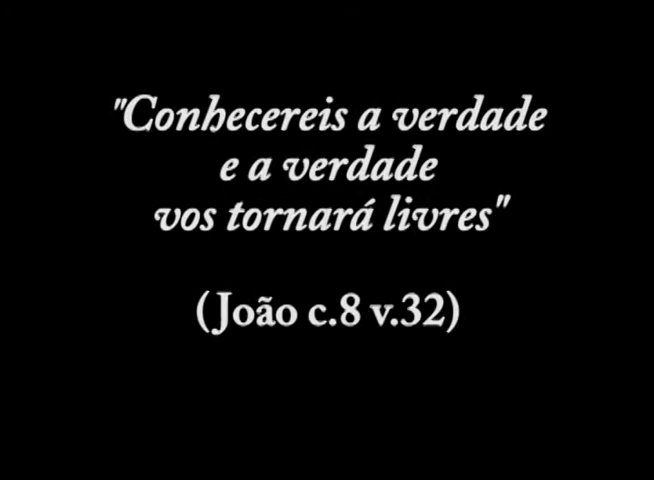 "Conhecereis a verdade
e a verdade
vos tornará livres"
(João c.8 v.32)